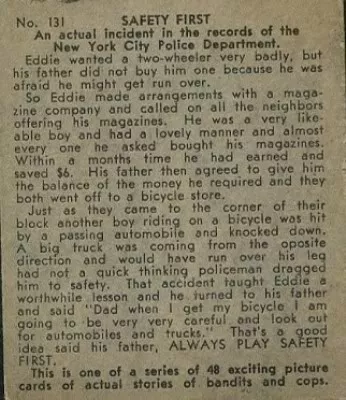 No. 131 SAFETY FIRST
An actual incident in the records of the
New York City Police Department.
Eddie wanted a two-wheeler very badly, but
his father did not buy him one because he was
afraid he might get run over.
So Eddie made arrangements with a maga-
zine company and called on all the neighbors
offering his magazines. He was a very like-
able boy and had a lovely manner and almost
every one he asked bought his magazines.
Within a months time he had earned and
saved $6. His father then agreed to give him
the balance of the money he required and they
both went off to a bicycle store.
Just as they came to the corner of their
block another boy riding on a bicycle was hit
by a passing automobile and knocked down.
A big truck was coming from the opposite
direction and would have run over his leg
had not a quick thinking policeman dragged
him to safety. That accident taught Eddie a
worthwhile lesson and he turned to his father
and said "Dad when I get my bicycle I am
going to be very very careful and look out
for automobiles and trucks." That's a good
idea said his father, ALWAYS PLAY SAFETY
FIRST.
This is one of a series of 48 exciting picture
cards of actual stories of bandits and cops.